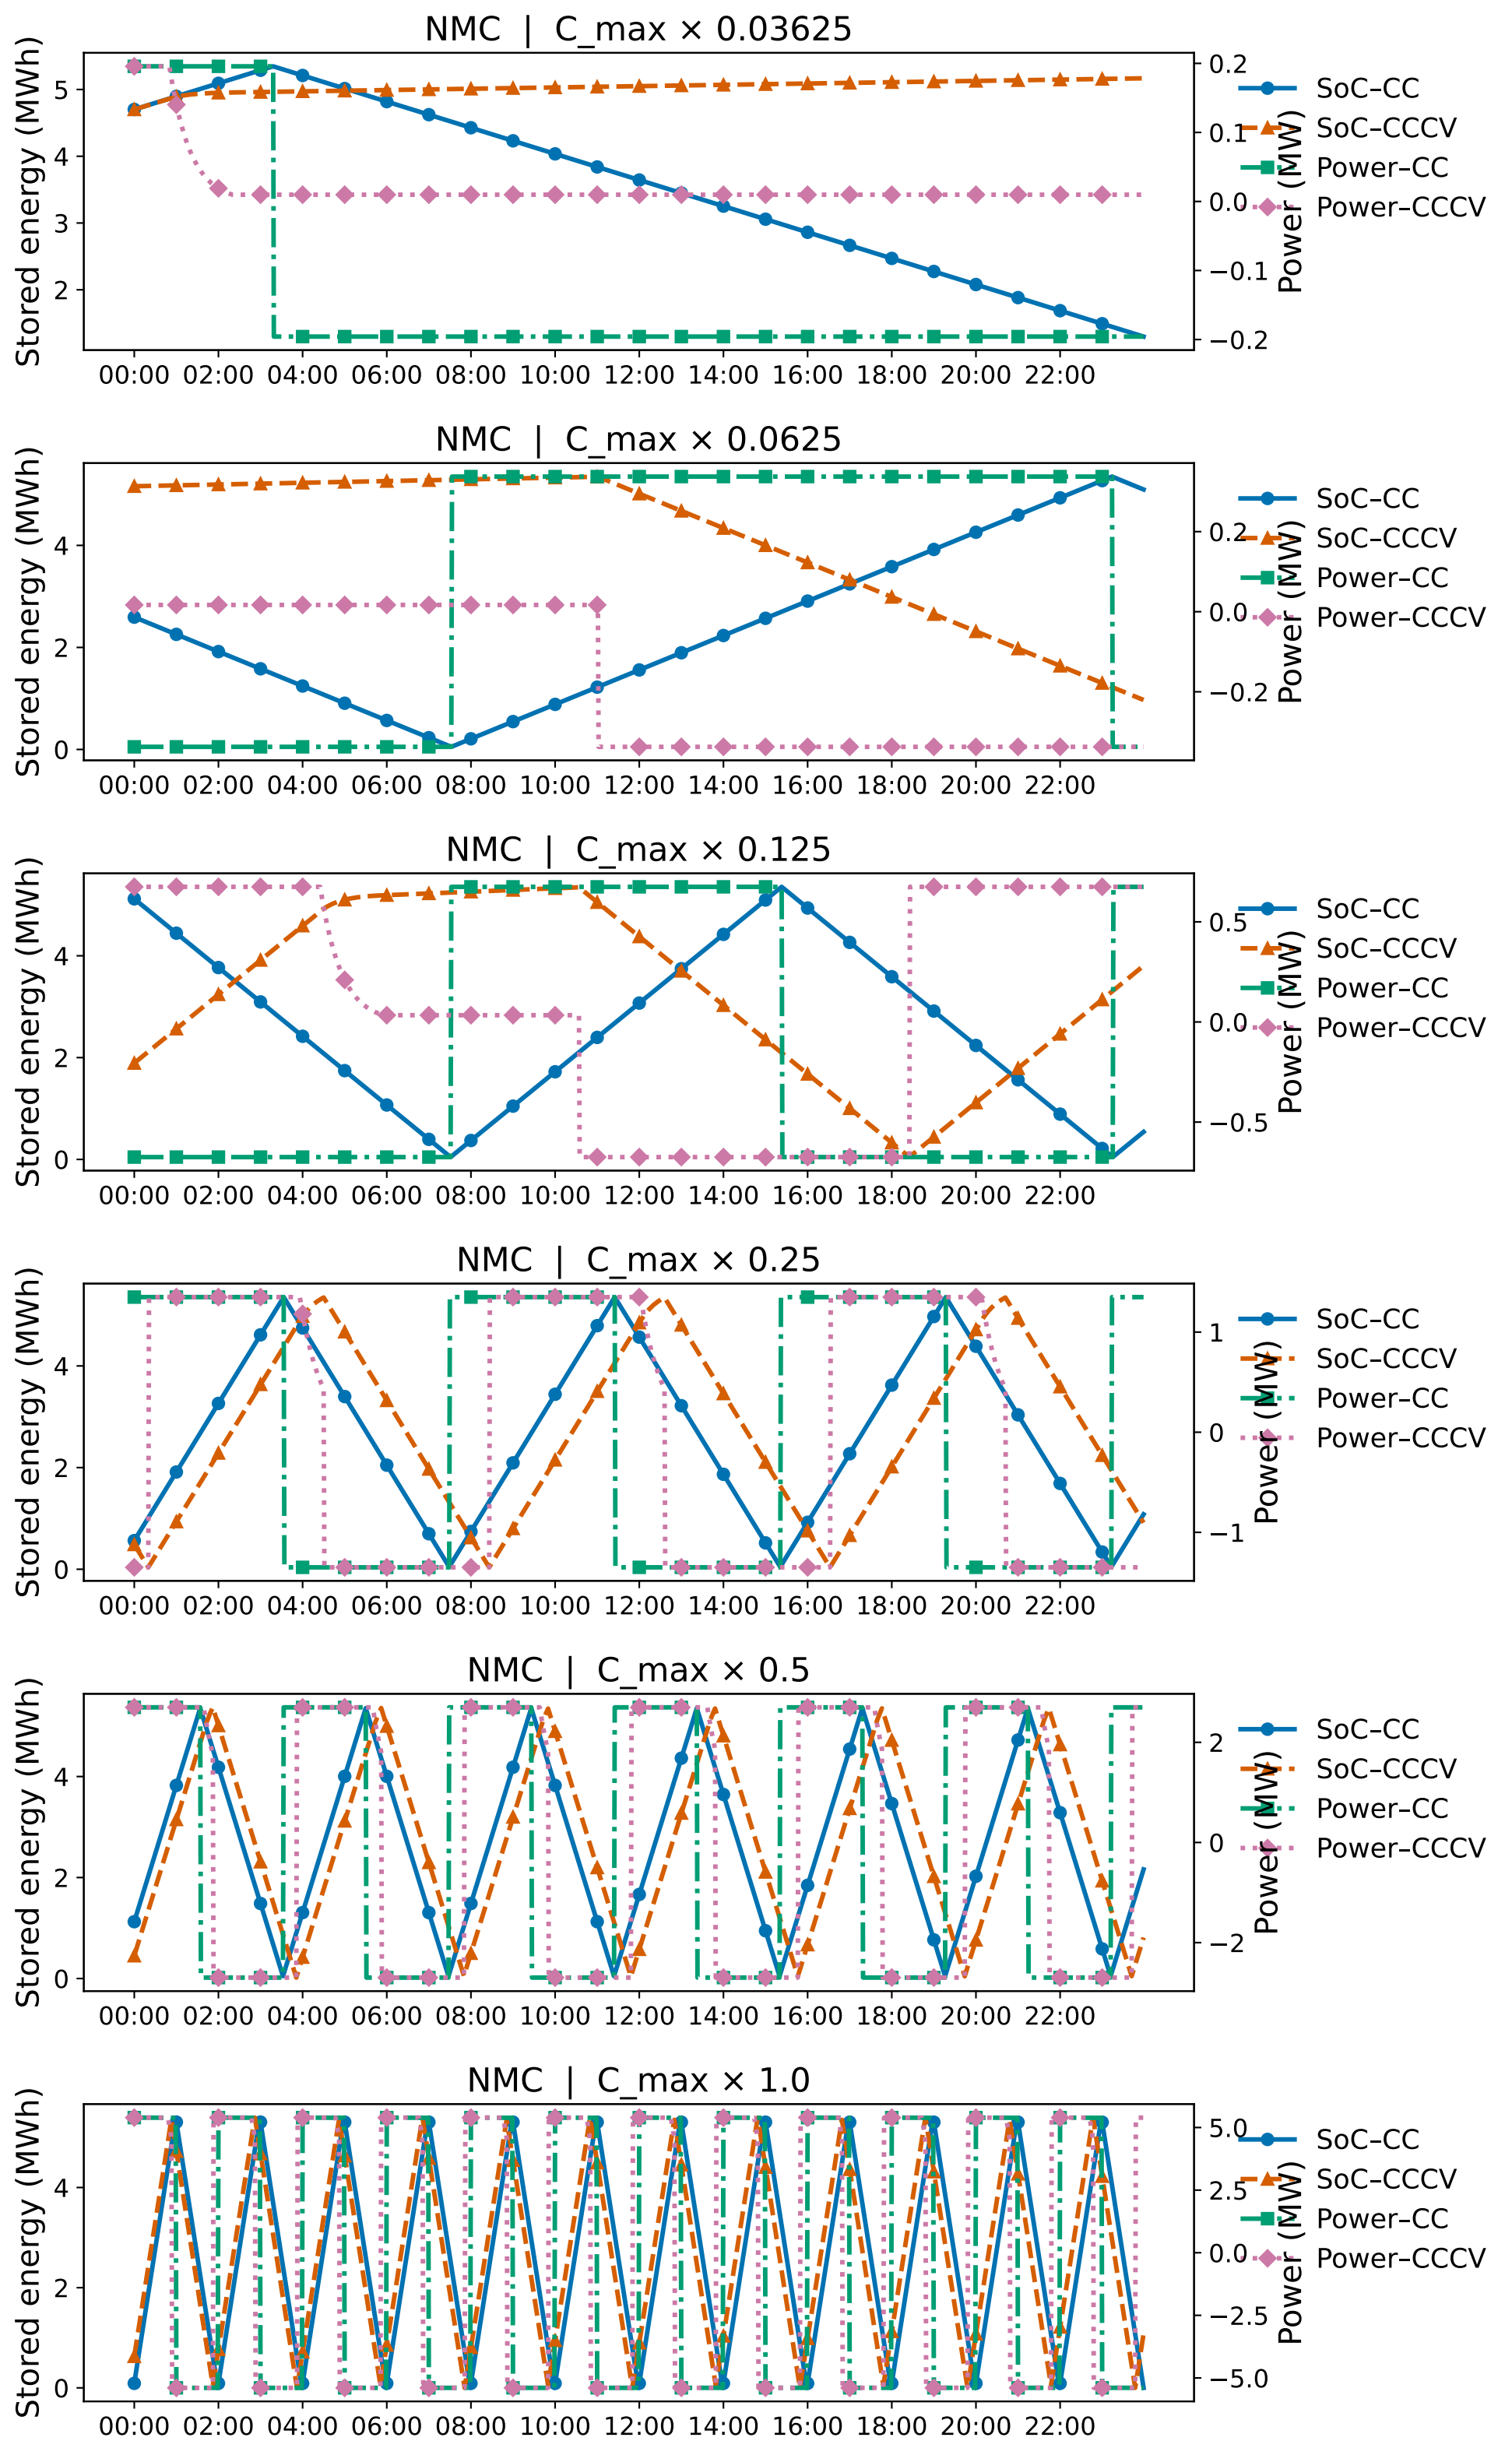 NMC | C_max × 0.03625
Stored energy (MWh)
5
4
3
2
0.2
0.1
0.0
−0.1
−0.2
Power (MW)
SoC–CC
SoC–CCCV
Power–CC
Power–CCCV
00:00 02:00 04:00 06:00 08:00 10:00 12:00 14:00 16:00 18:00 20:00 22:00
NMC | C_max × 0.0625
Stored energy (MWh)
4
2
0
0.2
0.0
−0.2
Power (MW)
SoC–CC
SoC–CCCV
Power–CC
Power–CCCV
00:00 02:00 04:00 06:00 08:00 10:00 12:00 14:00 16:00 18:00 20:00 22:00
NMC | C_max × 0.125
Stored energy (MWh)
4
2
0
0.5
0.0
−0.5
Power (MW)
SoC–CC
SoC–CCCV
Power–CC
Power–CCCV
00:00 02:00 04:00 06:00 08:00 10:00 12:00 14:00 16:00 18:00 20:00 22:00
NMC | C_max × 0.25
Stored energy (MWh)
4
2
0
1
0
−1
Power (MW)
SoC–CC
SoC–CCCV
Power–CC
Power–CCCV
00:00 02:00 04:00 06:00 08:00 10:00 12:00 14:00 16:00 18:00 20:00 22:00
NMC | C_max × 0.5
Stored energy (MWh)
4
2
0
2
0
−2
Power (MW)
SoC–CC
SoC–CCCV
Power–CC
Power–CCCV
00:00 02:00 04:00 06:00 08:00 10:00 12:00 14:00 16:00 18:00 20:00 22:00
NMC | C_max × 1.0
Stored energy (MWh)
4
2
0
5.0
2.5
0.0
−2.5
−5.0
Power (MW)
SoC–CC
SoC–CCCV
Power–CC
Power–CCCV
00:00 02:00 04:00 06:00 08:00 10:00 12:00 14:00 16:00 18:00 20:00 22:00